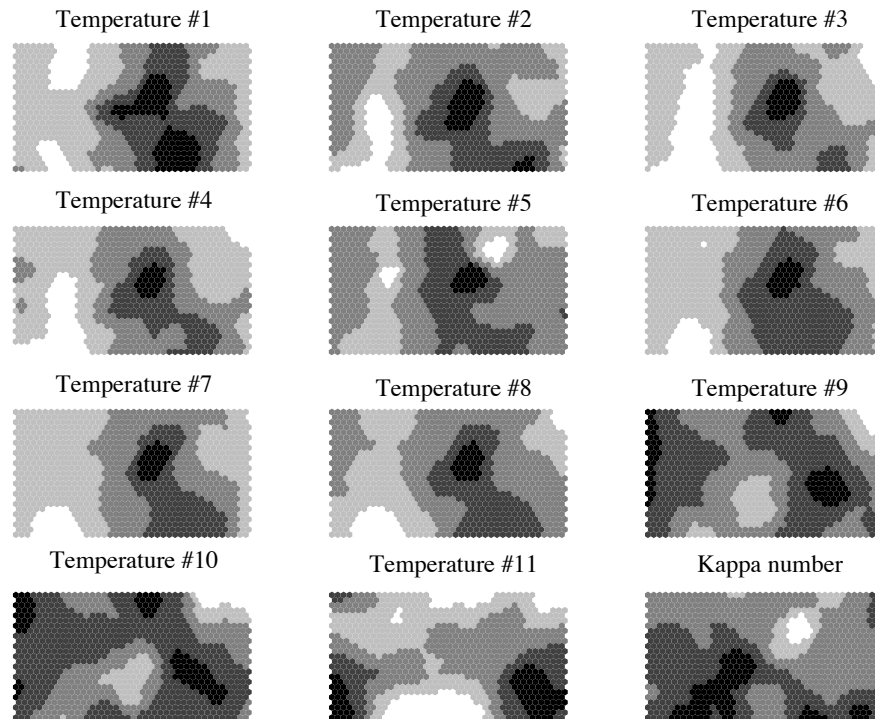 Temperature #1
Temperature #2
Temperature #3
Temperature #4
Temperature #5
Temperature #6
Temperature #7
Temperature #8
Temperature #9
Temperature #10
Temperature #11
Kappa number